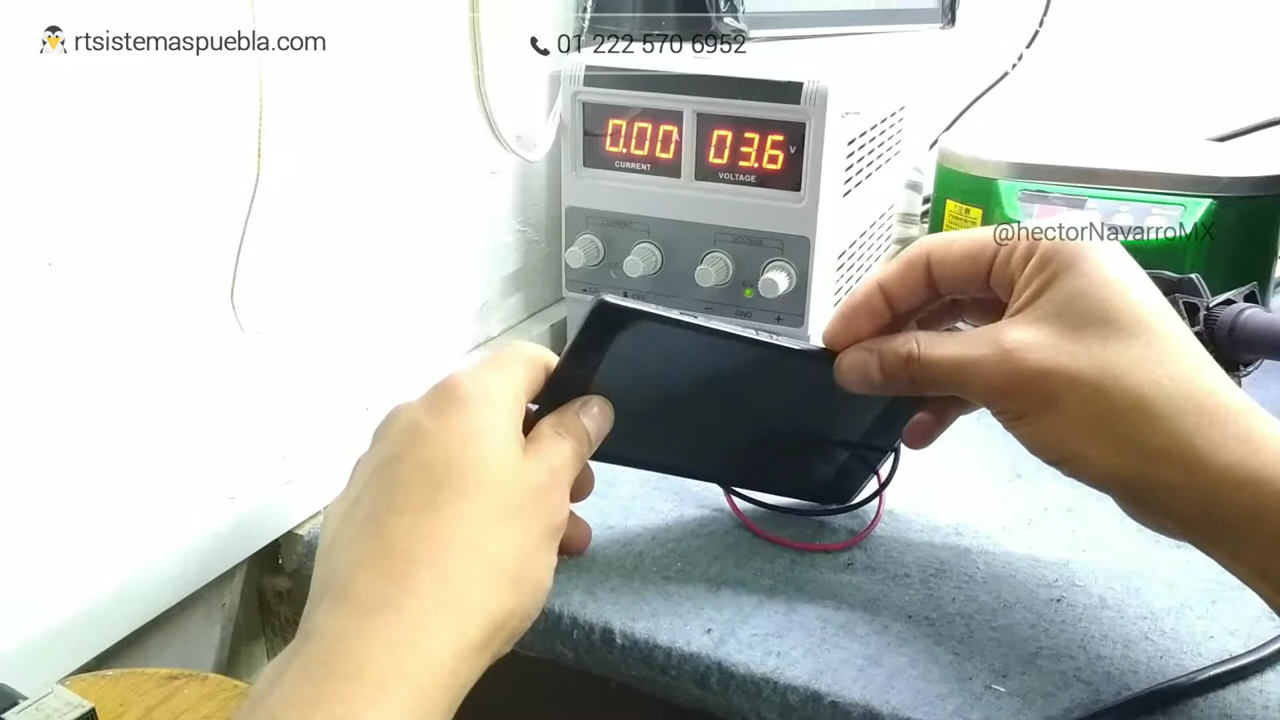 rtsistemaspuebla.com
01 222 570 6952
0.00
03.6
V
CURRENT
VOLTAGE
@hectorNavarroMX
CURRENT
VOLTAGE
GND
+